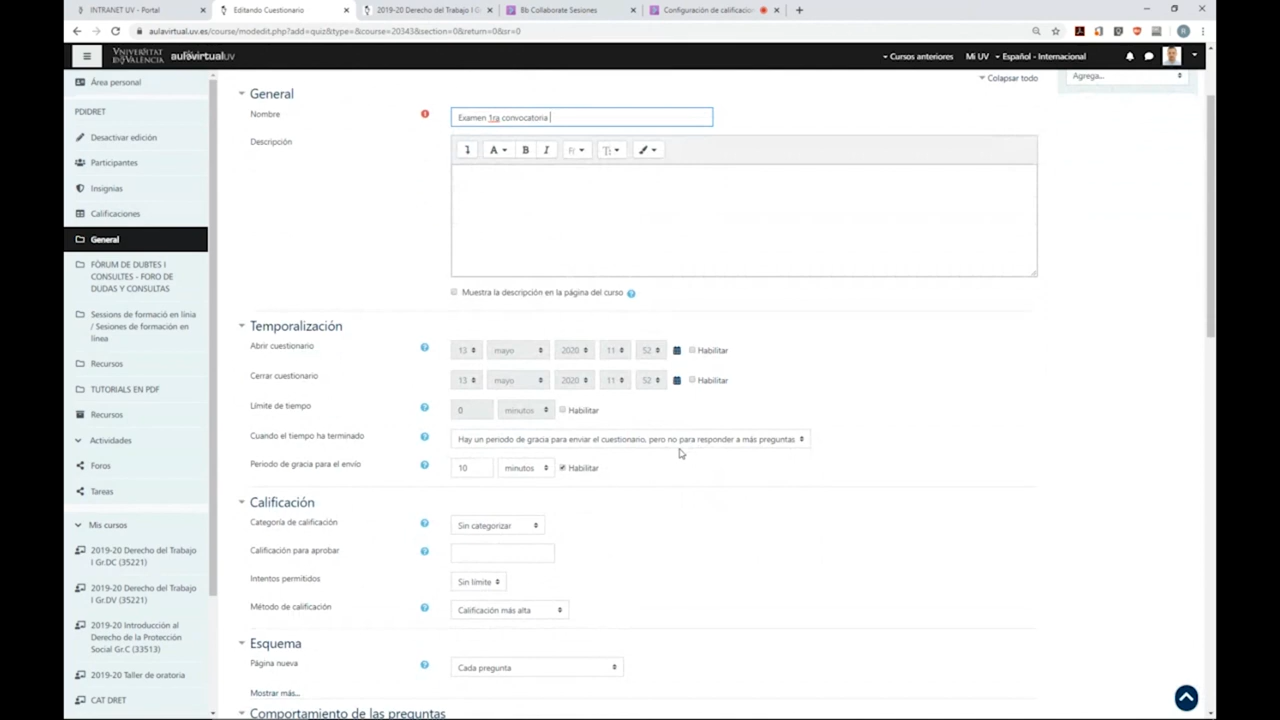 INTRANET UV - Portal
Editando Cuestionario
2019-20 Derecho del Trabajo I G
Bb Collaborate Sesiones
Configuración de calificacio
aulavirtual.uv.es/course/modedit.php?add=quiz&type=&course=20343&section=0&return=0&sr=0
VNIVERSITAT
D VALÈNCIA
aulavirtualuv
Cursos anteriores
Mi UV
Español - Internacional
Área personal
PDIDRET
Desactivar edición
Participantes
Insignias
Calificaciones
General
FÒRUM DE DUBTES I
CONSULTES - FORO DE
DUDAS Y CONSULTAS
Sessions de formació en línia
/ Sesiones de formación en
línea
Recursos
TUTORIALS EN PDF
Recursos
Actividades
Foros
Tareas
Mis cursos
2019-20 Derecho del Trabajo
I Gr.DC (35221)
2019-20 Derecho del Trabajo
I Gr.DV (35221)
2019-20 Introducción al
Derecho de la Protección
Social Gr.C (33513)
2019-20 Taller de oratoria
CAT DRET
Agrega...
Colapsar todo
General
Nombre
Examen 1ra convocatoria
Descripción
A
B
I
Muestra la descripción en la página del curso
Temporalización
Abrir cuestionario
13 mayo 2020 11 52 Habilitar
Cerrar cuestionario
13 mayo 2020 11 52 Habilitar
Límite de tiempo
0 minutos Habilitar
Cuando el tiempo ha terminado
Hay un periodo de gracia para enviar el cuestionario, pero no para responder a más preguntas
Periodo de gracia para el envío
10 minutos Habilitar
Calificación
Categoría de calificación
Sin categorizar
Calificación para aprobar
Intentos permitidos
Sin límite
Método de calificación
Calificación más alta
Esquema
Página nueva
Cada pregunta
Mostrar más...
Comportamiento de las preguntas